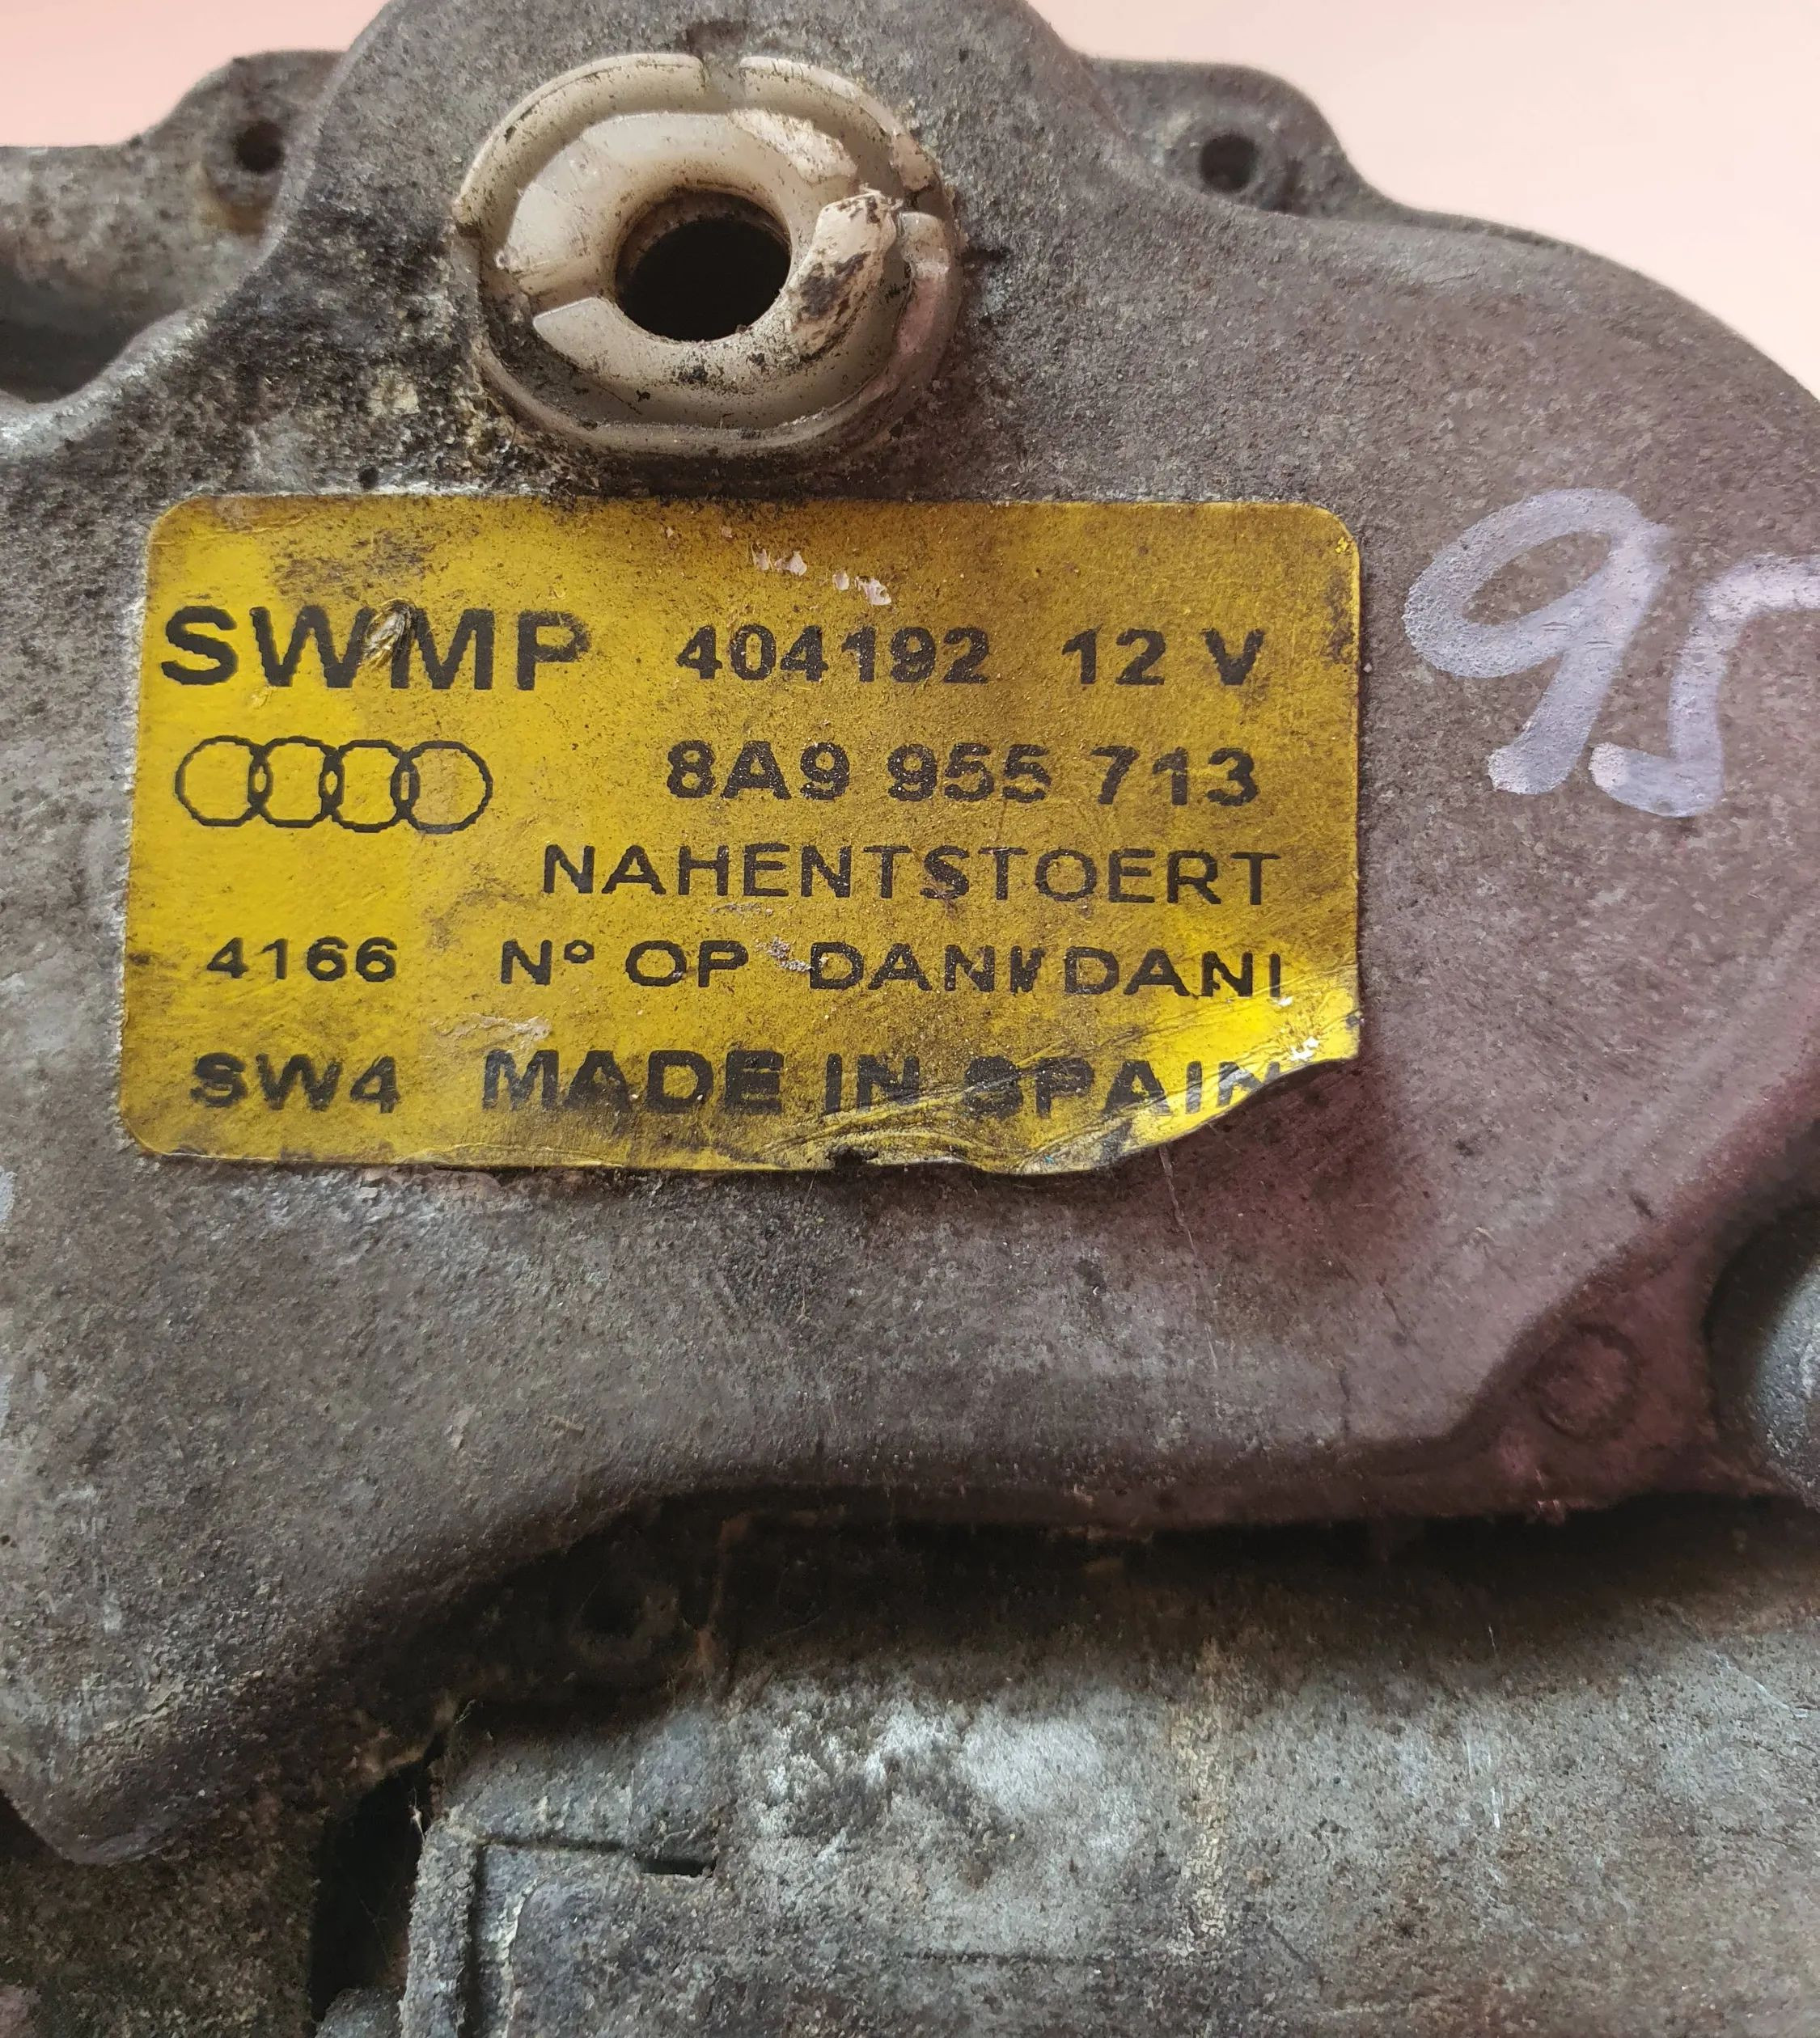 SWMP 404192 12 V
8A9 955 713
NAHENTSTOERT
4166 Nº OP DANI/DANI
SW4 MADE IN SPAIN
95